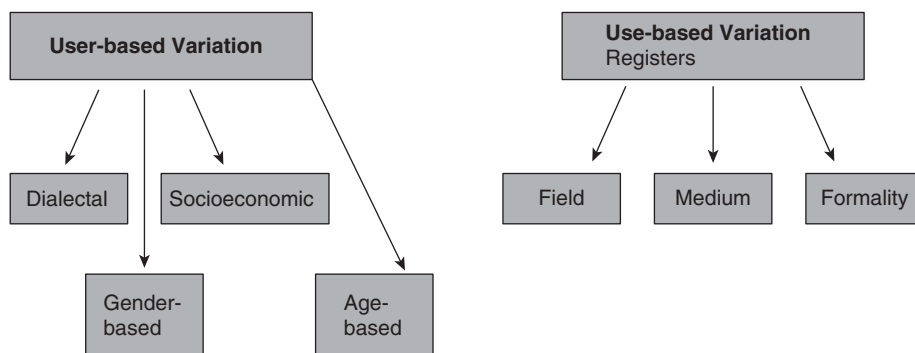 User-based Variation
Use-based Variation
Registers
Dialectal
Socioeconomic
Field
Medium
Formality
Gender-
based
Age-
based